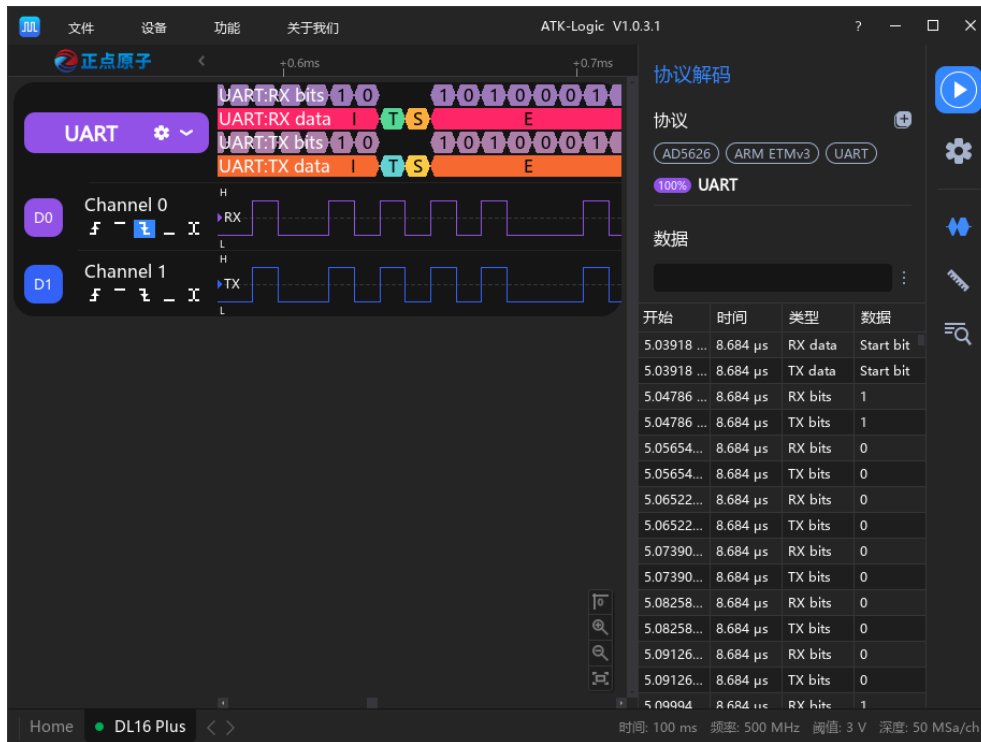 文件 设备 功能 关于我们 ATK-Logic V1.0.3.1 ?
正点原子 +0.6ms +0.7ms
协议解码
UART:RX bits 1 0 1 0 1 0 0 0 1
UART:RX data I T S E
UART:TX bits 1 0 1 0 1 0 0 0 1
UART:TX data I T S E
UART
协议
AD5626 ARM ETMv3 UART
100% UART
D0 Channel 0 H RX L
数据
D1 Channel 1 H TX L
开始 时间 类型 数据
5.03918 ... 8.684 μs RX data Start bit
5.03918 ... 8.684 μs TX data Start bit
5.04786 ... 8.684 μs RX bits 1
5.04786 ... 8.684 μs TX bits 1
5.05654... 8.684 μs RX bits 0
5.05654... 8.684 μs TX bits 0
5.06522... 8.684 μs RX bits 0
5.06522... 8.684 μs TX bits 0
5.07390... 8.684 μs RX bits 0
5.07390... 8.684 μs TX bits 0
5.08258... 8.684 μs RX bits 0
5.08258... 8.684 μs TX bits 0
5.09126... 8.684 μs RX bits 0
5.09126... 8.684 μs TX bits 0
5.09994... 8.684 μs RX bits 1
Home DL16 Plus 时间: 100 ms 频率: 500 MHz 阈值: 3 V 深度: 50 MSa/ch